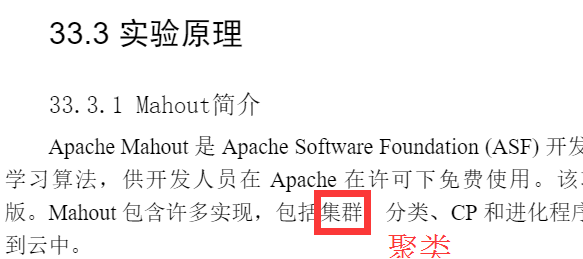 33.3 实验原理
33.3.1 Mahout简介
Apache Mahout 是 Apache Software Foundation (ASF) 开发
学习算法，供开发人员在 Apache 在许可下免费使用。该
版。Mahout 包含许多实现，包括集群 分类、CP 和进化程序
到云中。
聚类